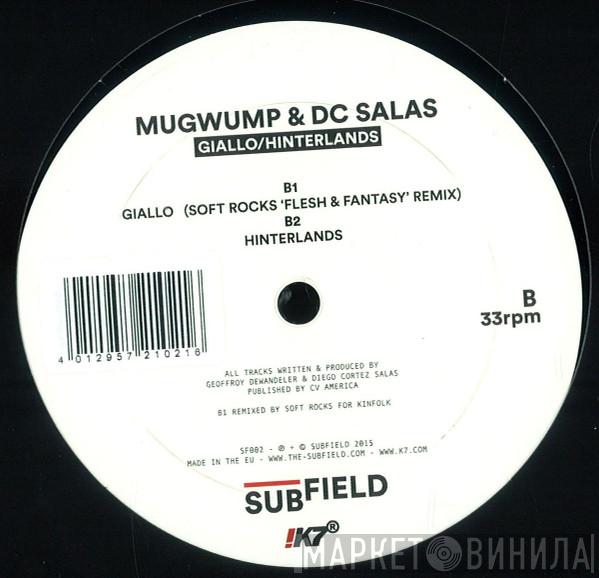 MUGWUMP & DC SALAS
GIALLO/HINTERLANDS
B1
GIALLO (SOFT ROCKS ‘FLESH & FANTASY’ REMIX)
B2
HINTERLANDS
B
33rpm
4 012957 210216
ALL TRACKS WRITTEN & PRODUCED BY
GEOFFROY DEWANDELER & DIEGO CORTEZ SALAS
PUBLISHED BY CV AMERICA
B1 REMIXED BY SOFT ROCKS FOR KINFOLK
SF002 - ℗ + © SUBFIELD 2015
MADE IN THE EU - WWW.THE-SUBFIELD.COM - WWW.K7.COM
SUBFIELD
!K7®
МАРКЕТ ВИНИЛА